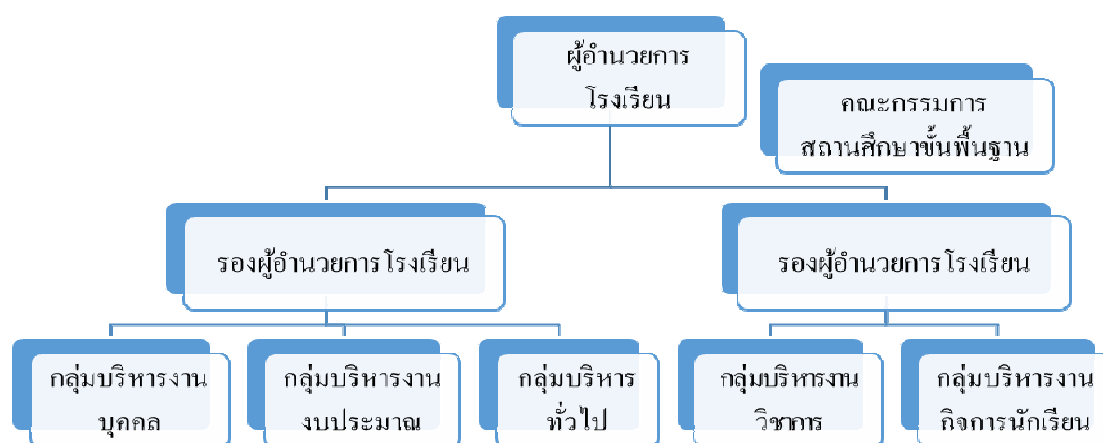 ผู้อำนวยการ
โรงเรียน
คณะกรรมการ
สถานศึกษาขั้นพื้นฐาน
รองผู้อำนวยการโรงเรียน
รองผู้อำนวยการโรงเรียน
กลุ่มบริหารงาน
บุคคล
กลุ่มบริหารงาน
งบประมาณ
กลุ่มบริหาร
ทั่วไป
กลุ่มบริหารงาน
วิชาการ
กลุ่มบริหารงาน
กิจการนักเรียน